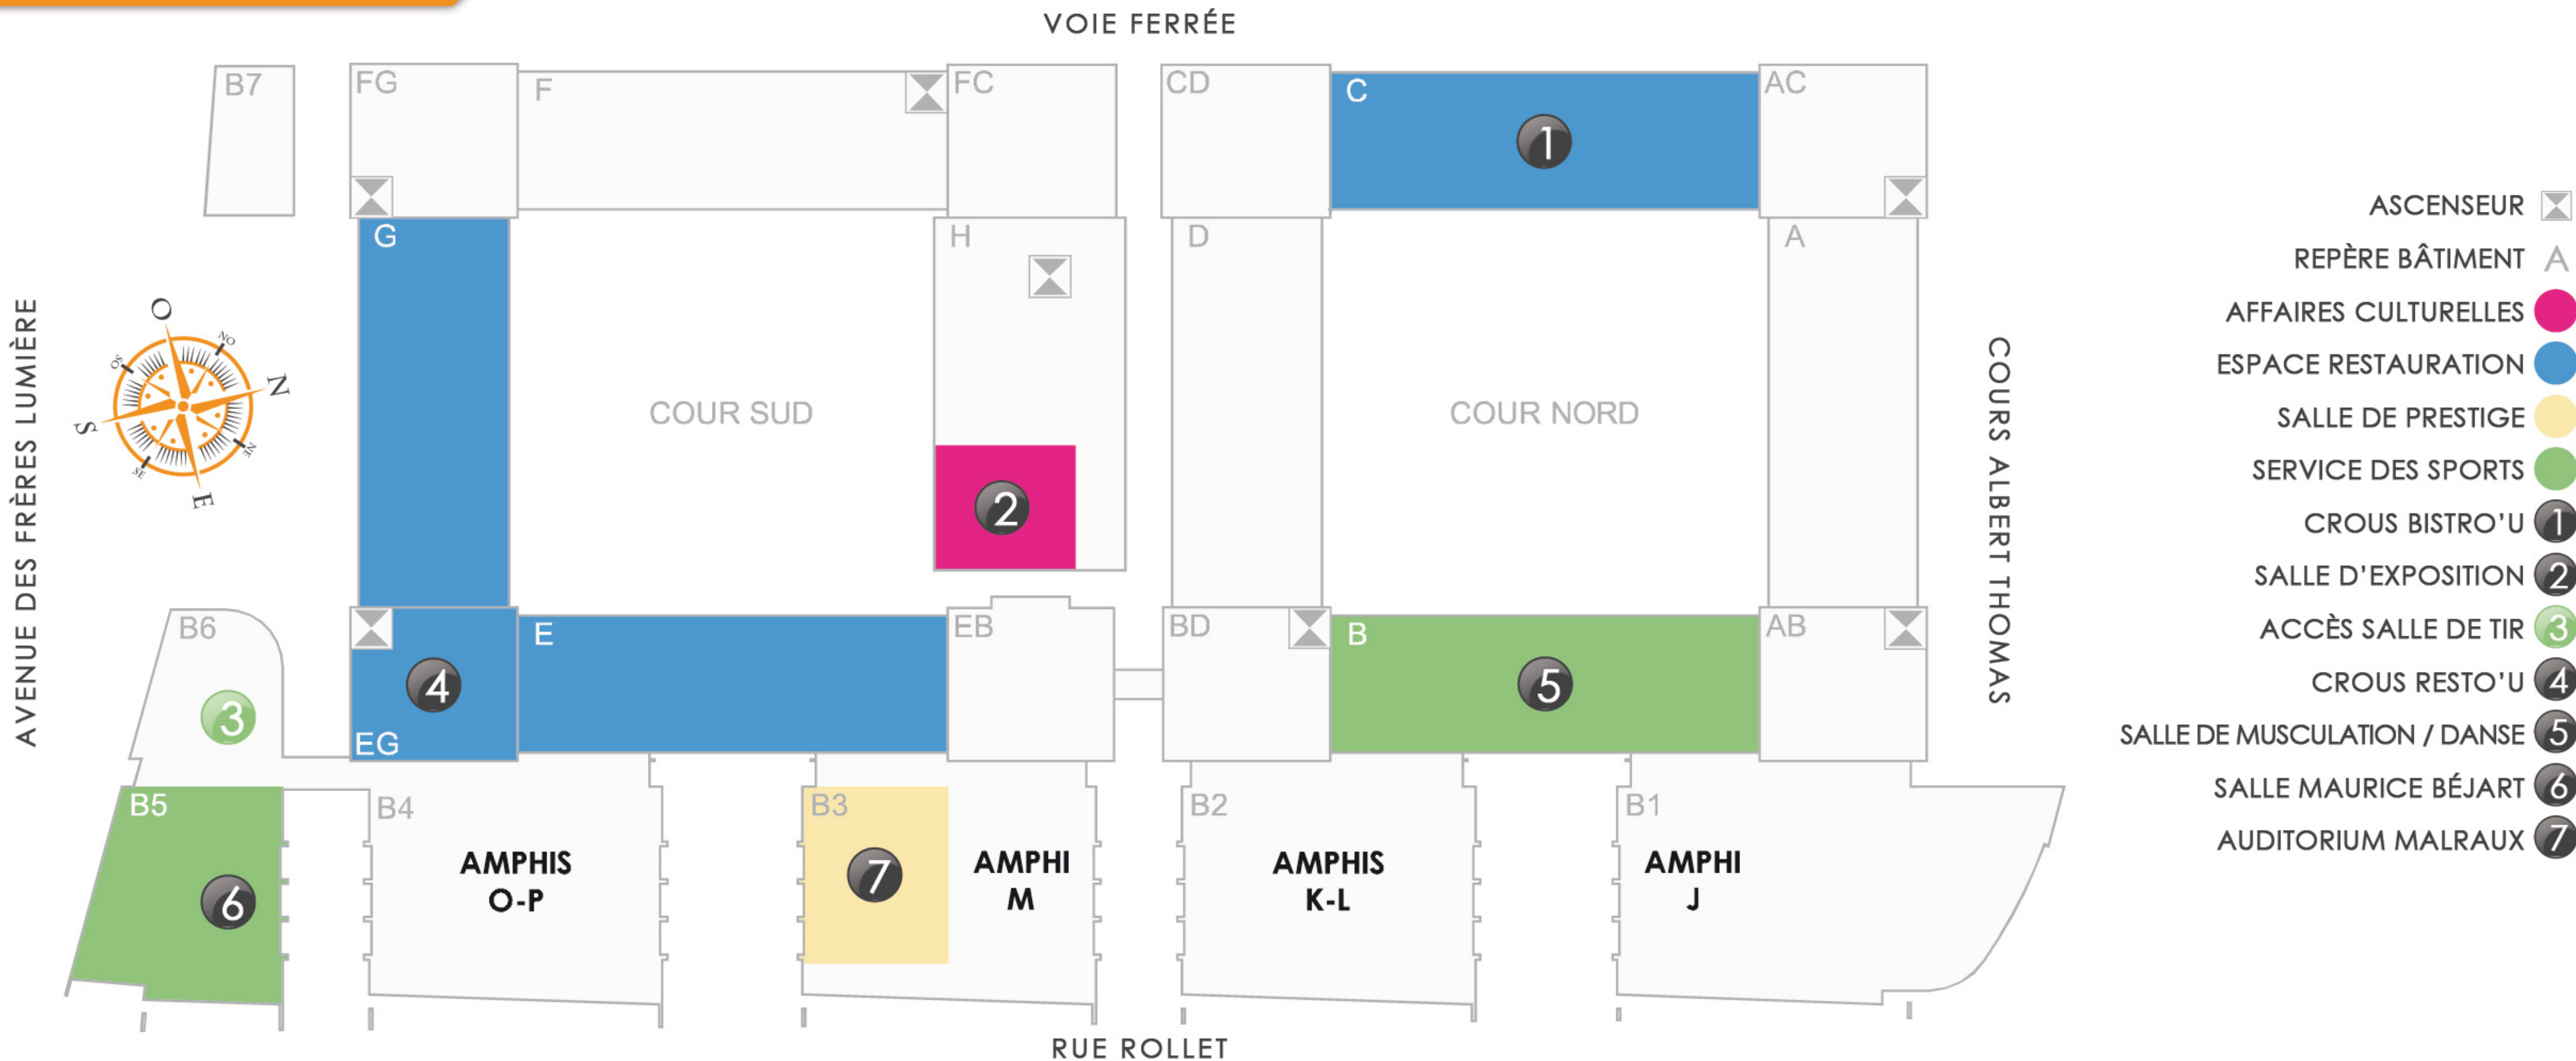 VOIE FERRÉE
B7
FG
F
FC
CD
C
AC
1
G
H
D
A
AVENUE DES FRÈRES LUMIÈRE
O
NO
N
NE
E
SE
S
SO
COUR SUD
COUR NORD
COURS ALBERT THOMAS
2
B6
E
EB
BD
B
AB
3
4
5
EG
B5
B4
B3
B2
B1
6
AMPHIS
O-P
7
AMPHI
M
AMPHIS
K-L
AMPHI
J
RUE ROLLET
ASCENSEUR
REPÈRE BÂTIMENT A
AFFAIRES CULTURELLES
ESPACE RESTAURATION
SALLE DE PRESTIGE
SERVICE DES SPORTS
CROUS BISTRO'U 1
SALLE D'EXPOSITION 2
ACCÈS SALLE DE TIR 3
CROUS RESTO'U 4
SALLE DE MUSCULATION / DANSE 5
SALLE MAURICE BÉJART 6
AUDITORIUM MALRAUX 7